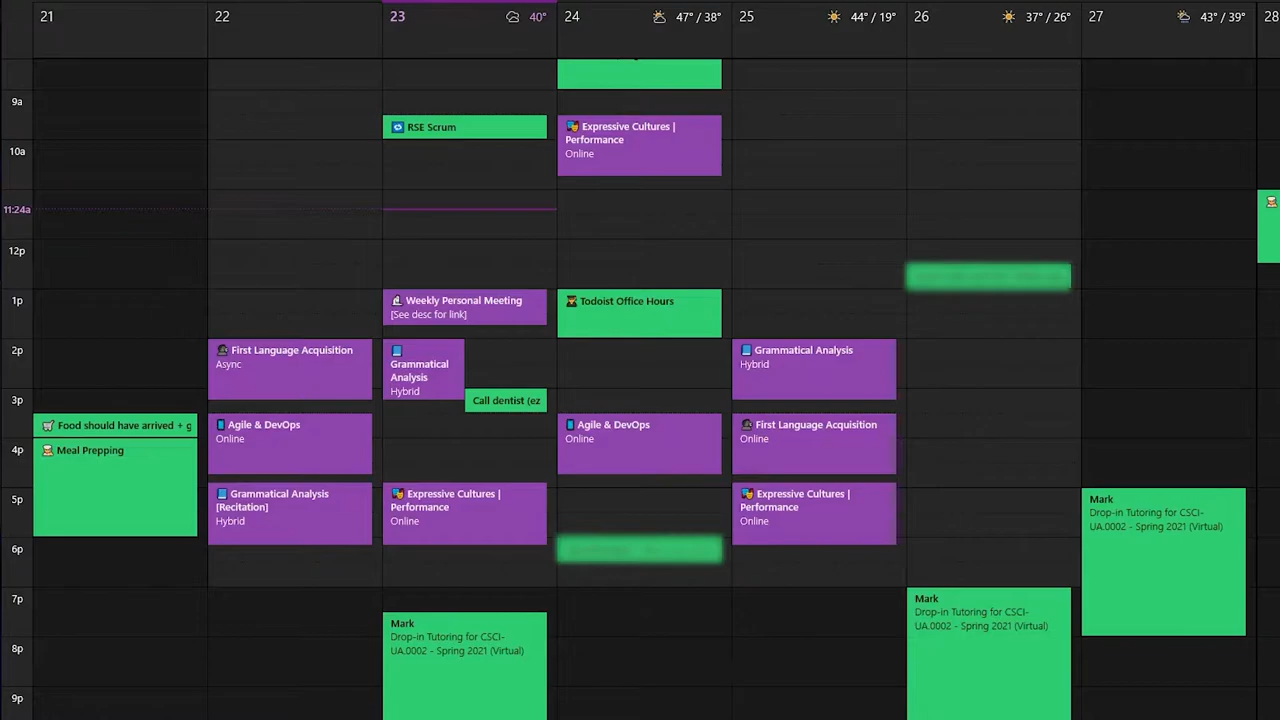 21
22
23
40°
24
47° / 38°
25
44° / 19°
26
37° / 26°
27
43° / 39°
28
9a
10a
11:24a
12p
1p
2p
3p
4p
5p
6p
7p
8p
9p
Food should have arrived + g
Meal Prepping
First Language Acquisition
Async
Agile & DevOps
Online
Grammatical Analysis
[Recitation]
Hybrid
RSE Scrum
Weekly Personal Meeting
[See desc for link]
Grammatical
Analysis
Hybrid
Call dentist (ez
Expressive Cultures |
Performance
Online
Mark
Drop-in Tutoring for CSCI-
UA.0002 - Spring 2021 (Virtual)
Expressive Cultures |
Performance
Online
Todoist Office Hours
Agile & DevOps
Online
Grammatical Analysis
Hybrid
First Language Acquisition
Online
Expressive Cultures |
Performance
Online
Mark
Drop-in Tutoring for CSCI-
UA.0002 - Spring 2021 (Virtual)
Mark
Drop-in Tutoring for CSCI-
UA.0002 - Spring 2021 (Virtual)